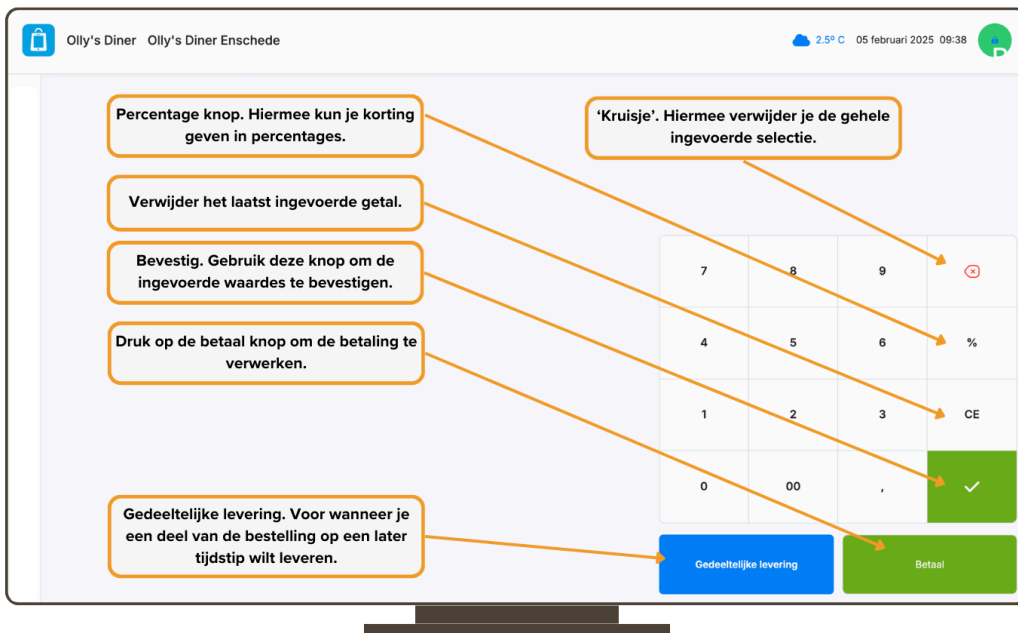 Olly's Diner Olly's Diner Enschede
2.5º C 05 februari 2025 09:38
Percentage knop. Hiermee kun je korting
geven in percentages.
‘Kruisje’. Hiermee verwijder je de gehele
ingevoerde selectie.
Verwijder het laatst ingevoerde getal.
Bevestig. Gebruik deze knop om de
ingevoerde waardes te bevestigen.
Druk op de betaal knop om de betaling te
verwerken.
Gedeeltelijke levering. Voor wanneer je
een deel van de bestelling op een later
tijdstip wilt leveren.
7 8 9
4 5 6 %
1 2 3 CE
0 00 ,
Gedeeltelijke levering
Betaal